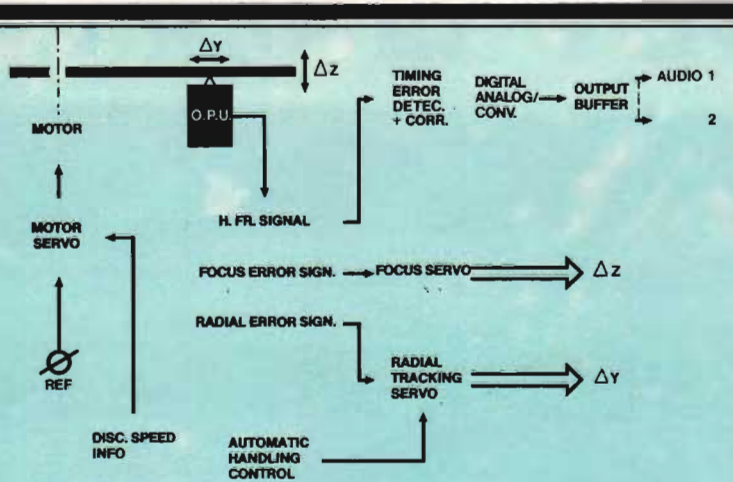 ΔY
ΔZ
O.P.U.
MOTOR
TIMING
ERROR
DETEC.
+ CORR.
DIGITAL
ANALOG/
CONV.
OUTPUT
BUFFER
AUDIO 1
2
MOTOR
SERVO
H. FR. SIGNAL
FOCUS ERROR SIGN.
FOCUS SERVO
ΔZ
RADIAL ERROR SIGN.
RADIAL
TRACKING
SERVO
ΔY
REF
DISC. SPEED
INFO
AUTOMATIC
HANDLING
CONTROL